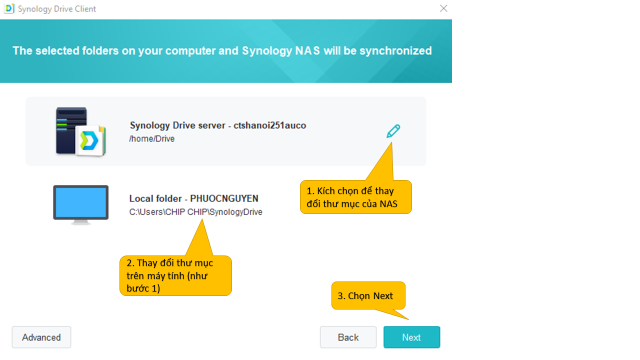 Synology Drive Client
The selected folders on your computer and Synology NAS will be synchronized
Synology Drive server - ctshanoi251auco
/home/Drive
1. Kích chọn để thay
đổi thư mục của NAS
Local folder - PHUOCNGUYEN
C:\Users\CHIP CHIP\SynologyDrive
2. Thay đổi thư mục
trên máy tính (như
bước 1)
3. Chọn Next
Advanced
Back
Next